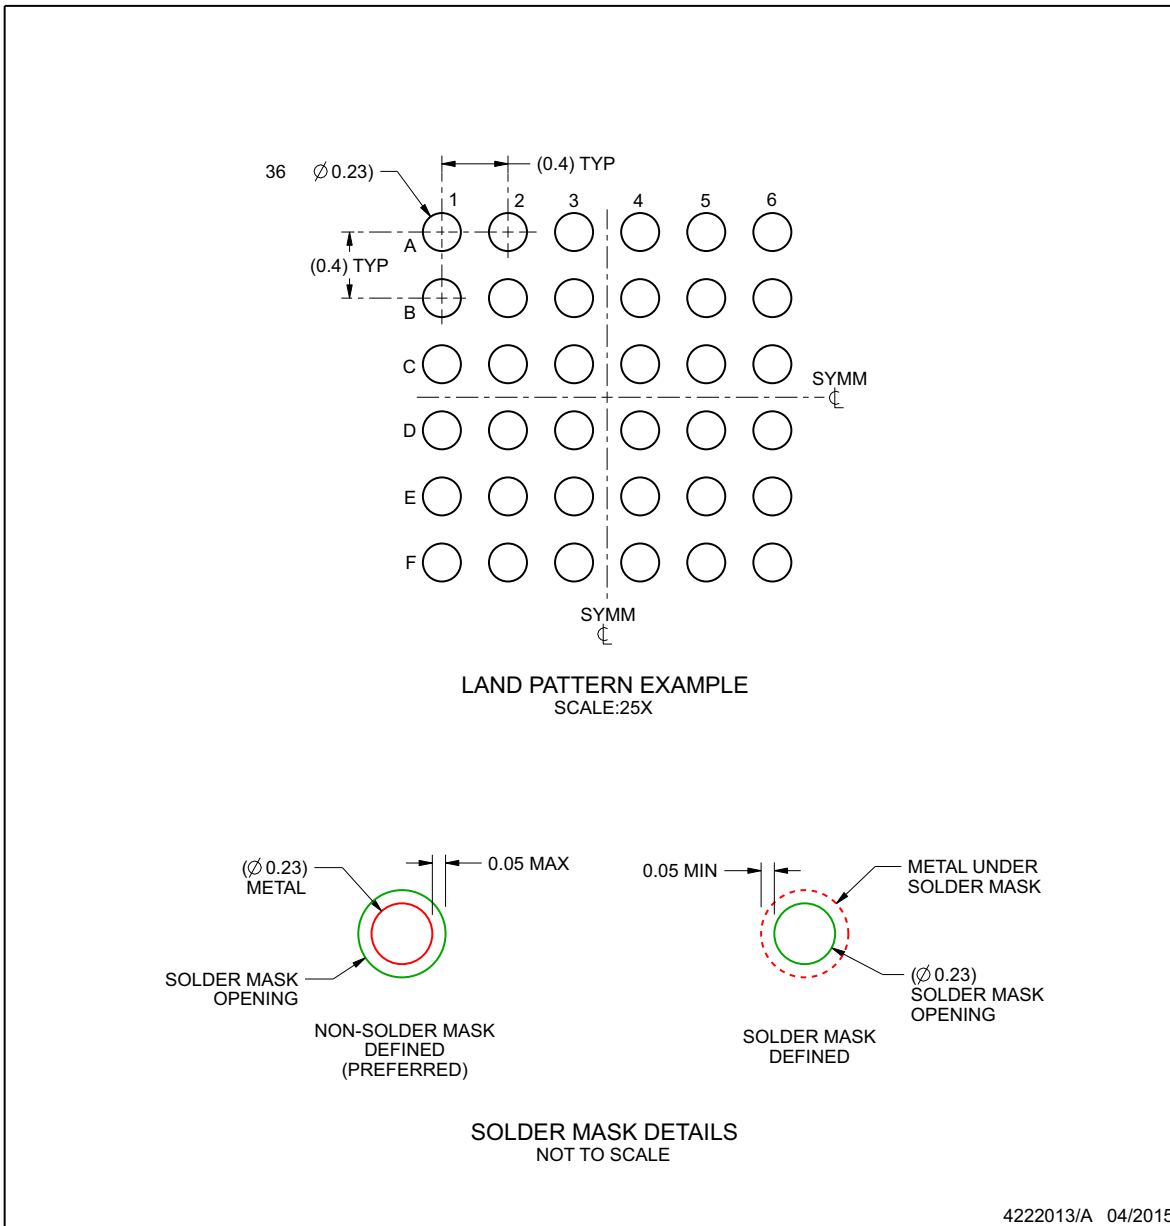 36 Ø 0.23)
(0.4) TYP
1 2 3 4 5 6
A
(0.4) TYP
B
C
SYMM
℄
D
E
F
SYMM
℄
LAND PATTERN EXAMPLE
SCALE:25X
(Ø 0.23)
METAL
0.05 MAX
SOLDER MASK
OPENING
NON-SOLDER MASK
DEFINED
(PREFERRED)
0.05 MIN
METAL UNDER
SOLDER MASK
(Ø 0.23)
SOLDER MASK
OPENING
SOLDER MASK
DEFINED
SOLDER MASK DETAILS
NOT TO SCALE
4222013/A 04/2015